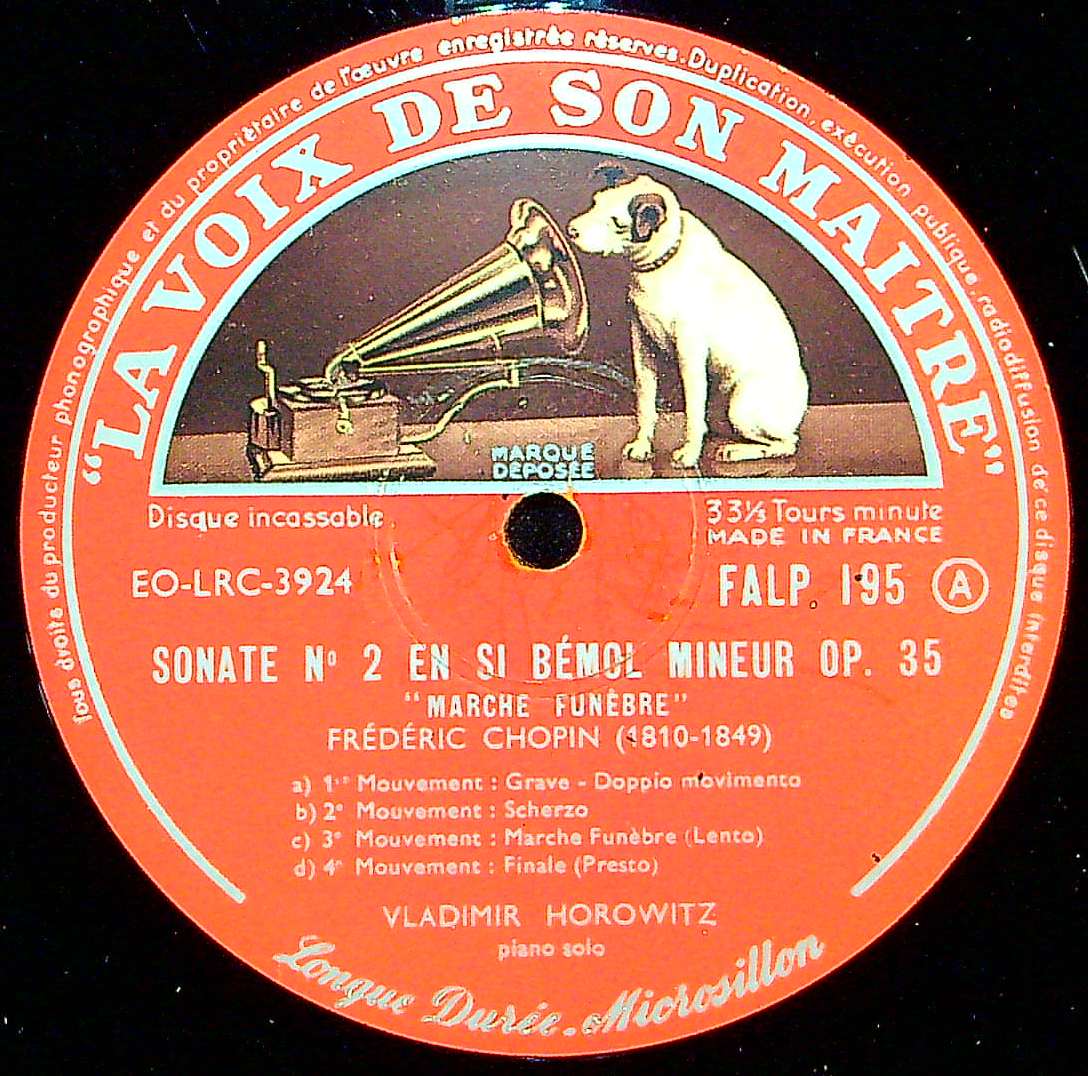 Tous droits du producteur phonographique et du propriétaire de l'œuvre enregistrée réservés. Duplication, exécution publique, radiodiffusion de ce disque interdites
"LA VOIX DE SON MAITRE"
MARQUE
DÉPOSÉE
Disque incassable
33⅓ Tours minute
MADE IN FRANCE
EO-LRC-3924
FALP. 195 A
SONATE No 2 EN SI BÉMOL MINEUR OP. 35
"MARCHE FUNÈBRE"
FRÉDÉRIC CHOPIN (1810-1849)
a) 1er Mouvement : Grave - Doppio movimento
b) 2e Mouvement : Scherzo
c) 3e Mouvement : Marche Funèbre (Lento)
d) 4e Mouvement : Finale (Presto)
VLADIMIR HOROWITZ
piano solo
Longue Durée - Microsillon